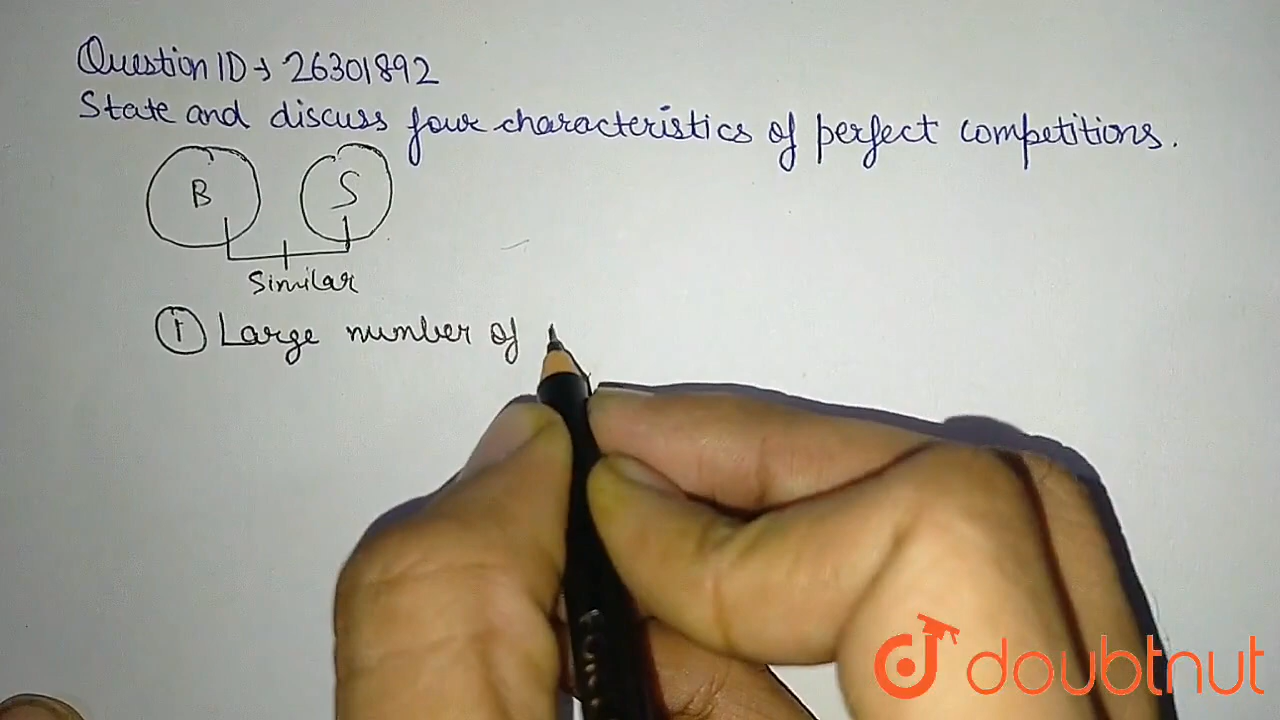 Question ID → 26301892
State and discuss four characteristics of perfect competitions.
B S
Similar
① Large number of
doubtnut